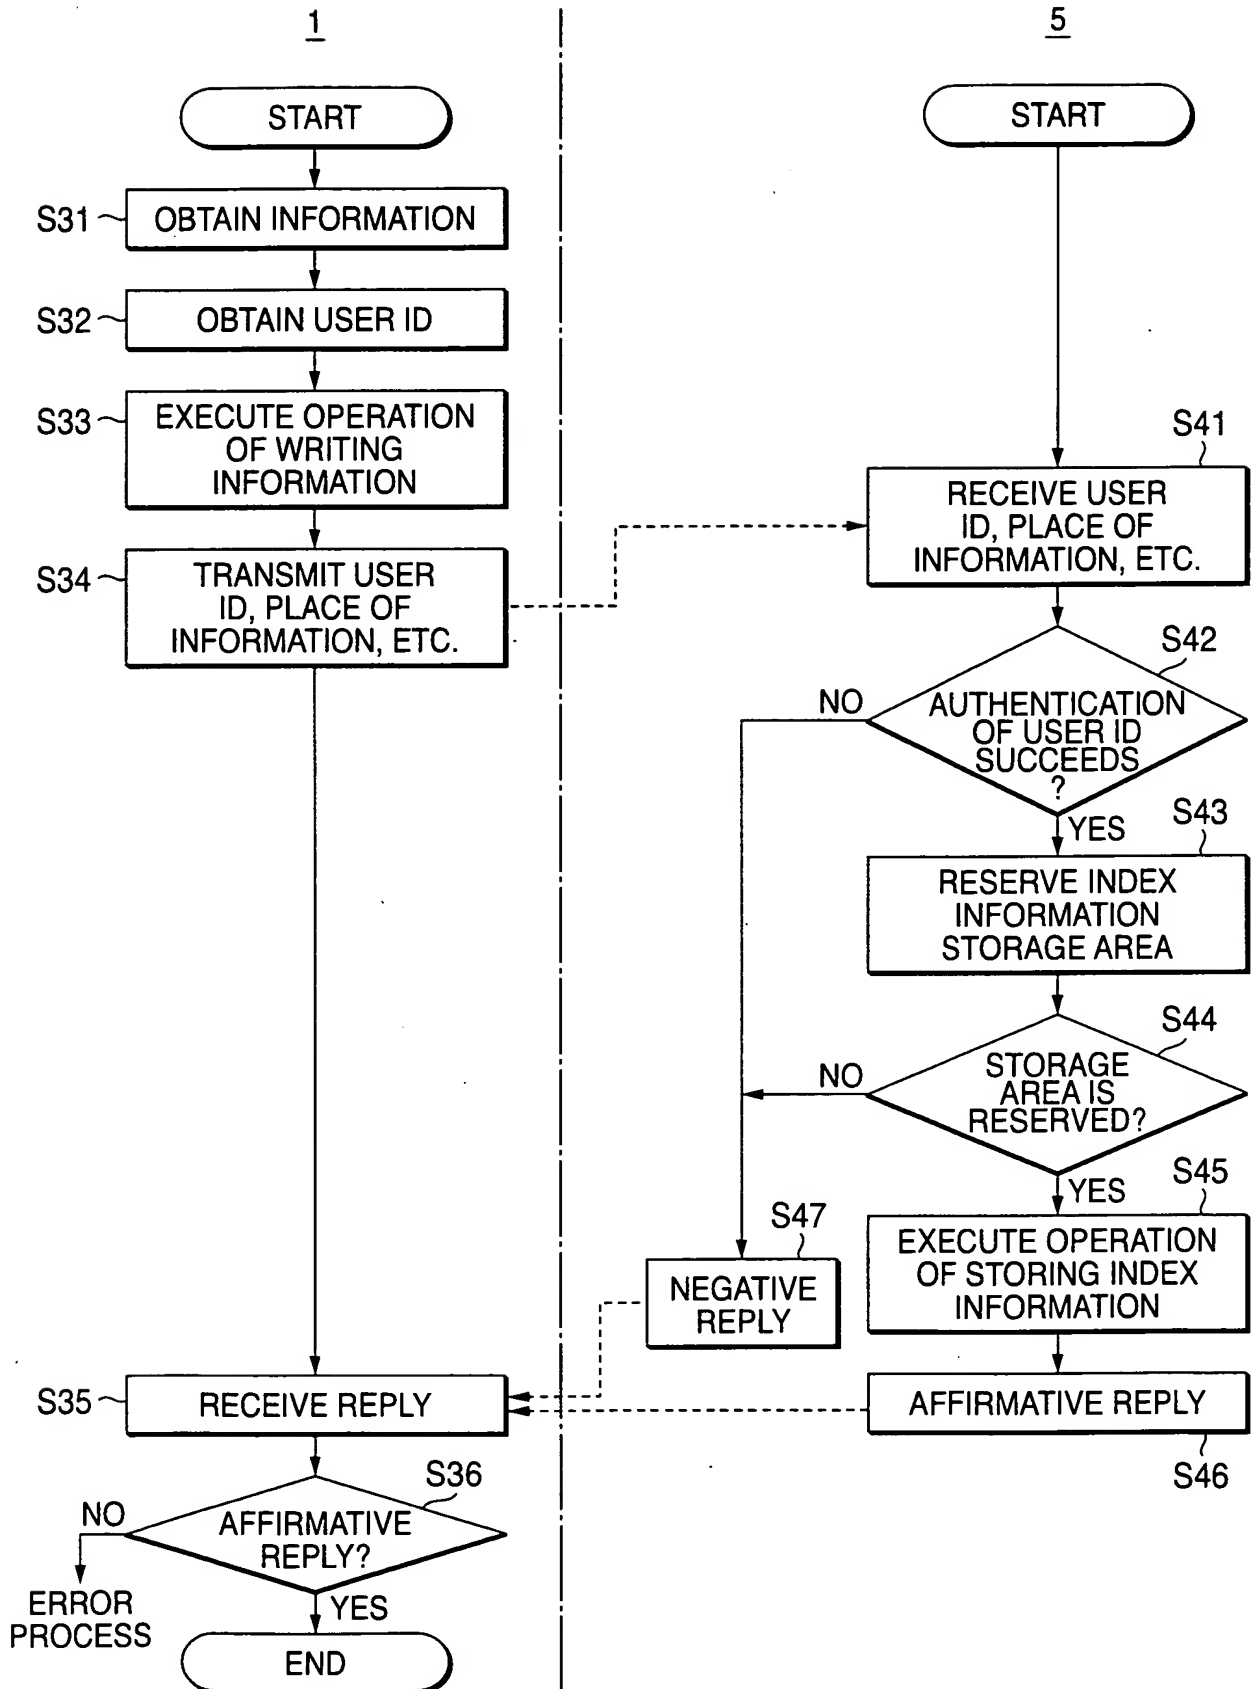 1
START
S31
OBTAIN INFORMATION
S32
OBTAIN USER ID
S33
EXECUTE OPERATION
OF WRITING
INFORMATION
S34
TRANSMIT USER
ID, PLACE OF
INFORMATION, ETC.
S35
RECEIVE REPLY
S36
AFFIRMATIVE
REPLY?
NO
ERROR
PROCESS
YES
END
5
START
S41
RECEIVE USER
ID, PLACE OF
INFORMATION, ETC.
S42
AUTHENTICATION
OF USER ID
SUCCEEDS
?
NO
YES
S43
RESERVE INDEX
INFORMATION
STORAGE AREA
S44
STORAGE
AREA IS
RESERVED?
NO
YES
S45
EXECUTE OPERATION
OF STORING INDEX
INFORMATION
S47
NEGATIVE
REPLY
AFFIRMATIVE REPLY
S46